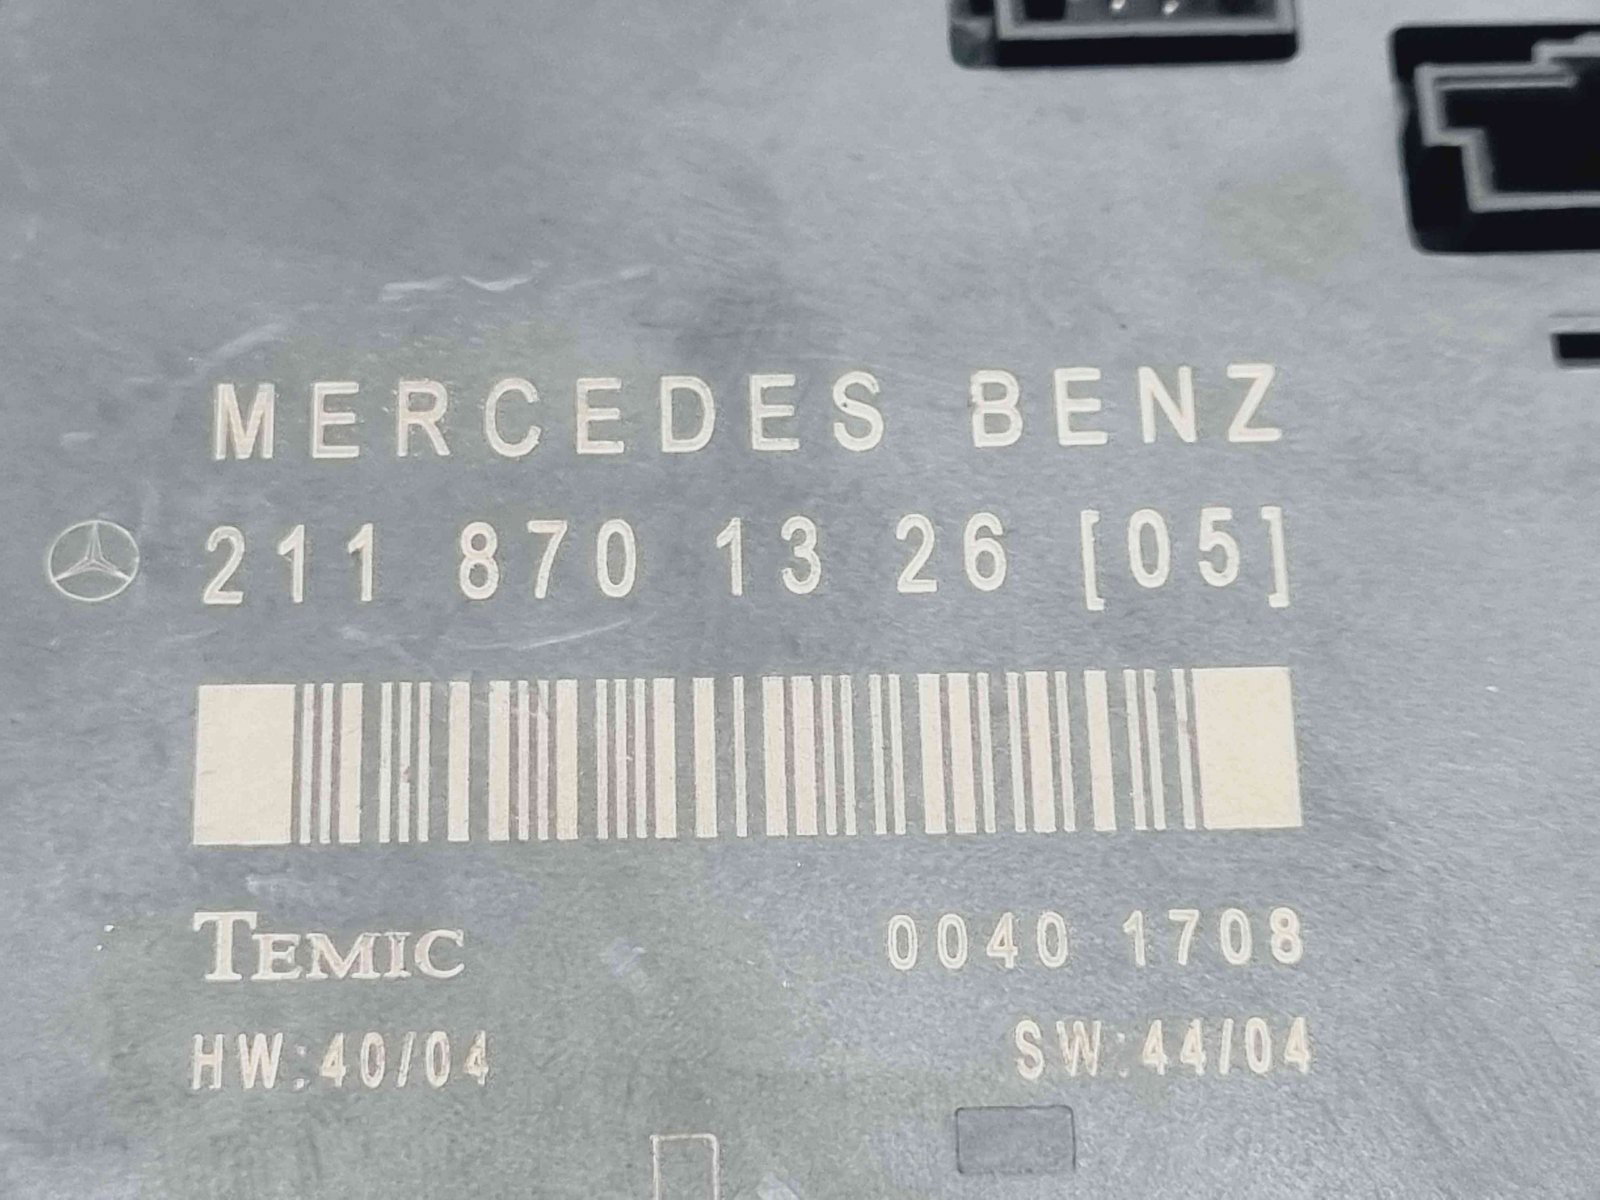 MERCEDES BENZ
211 870 13 26 [05]
TEMIC 0040 1708
HW:40/04 SW:44/04